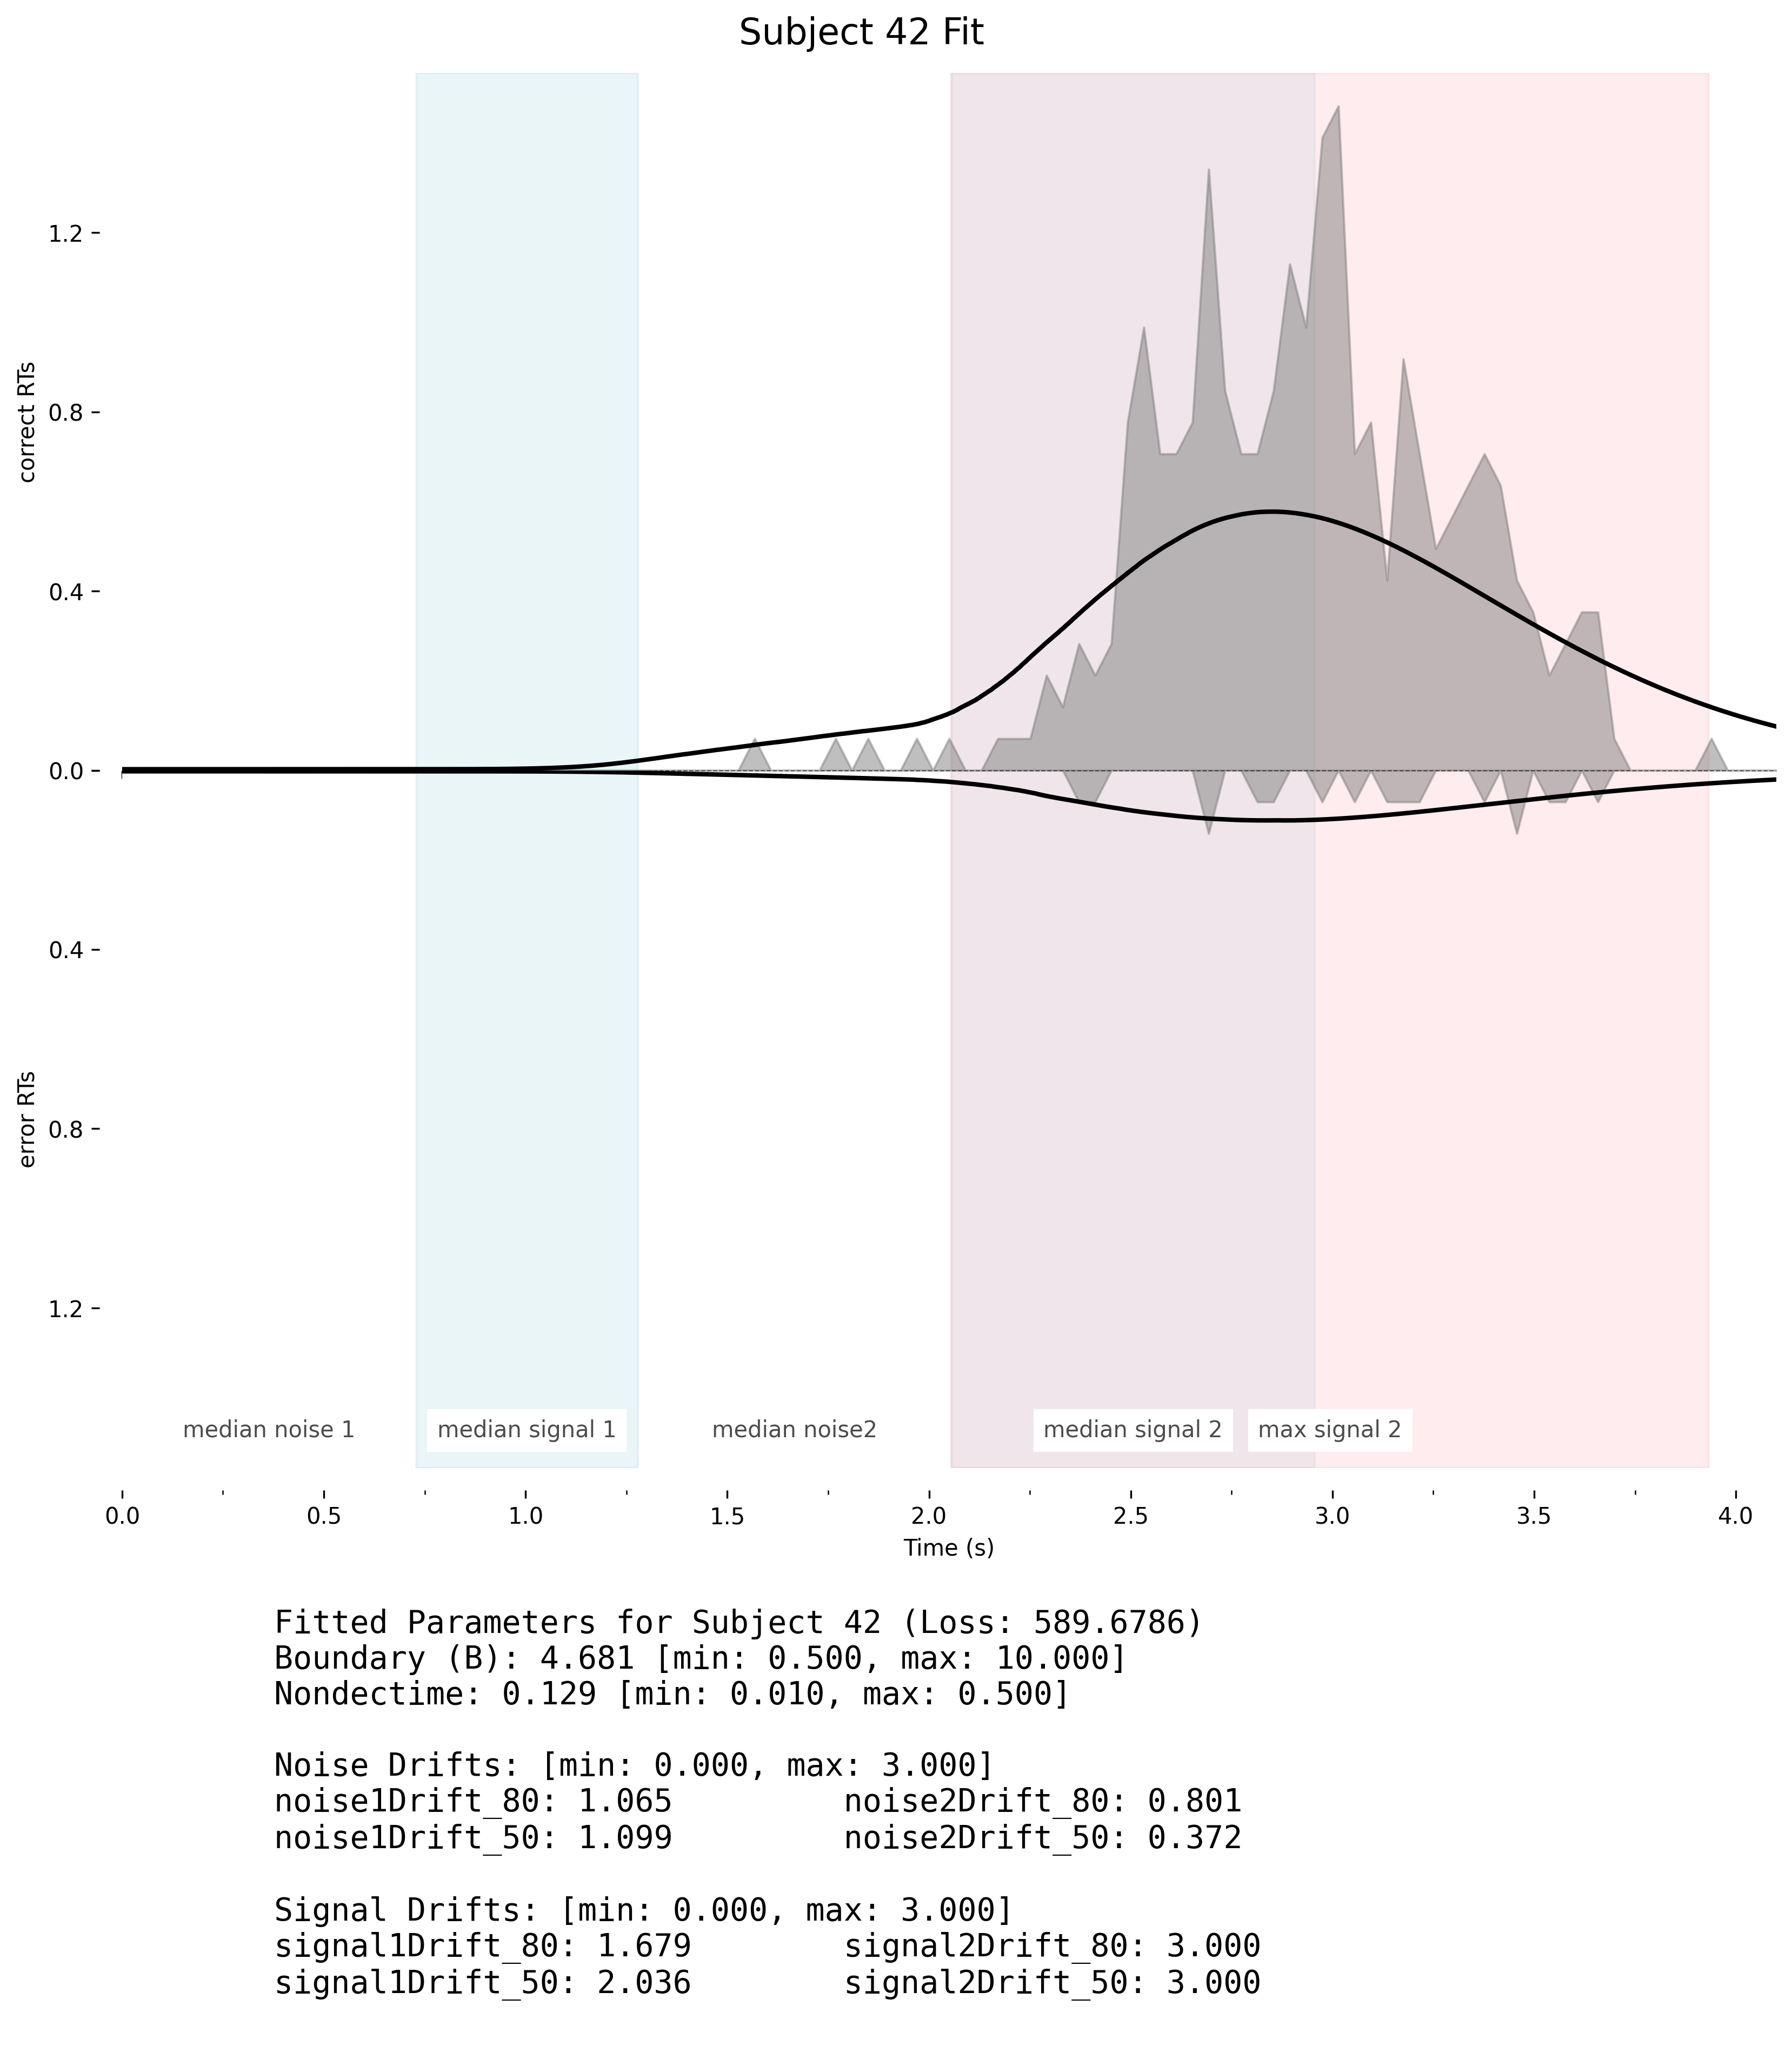 Subject 42 Fit
1.2
0.8
0.4
0.0
0.4
0.8
1.2
correct RTs
error RTs
median noise 1
median signal 1
median noise2
median signal 2
max signal 2
0.0 0.5 1.0 1.5 2.0 2.5 3.0 3.5 4.0
Time (s)
Fitted Parameters for Subject 42 (Loss: 589.6786)
Boundary (B): 4.681 [min: 0.500, max: 10.000]
Nondectime: 0.129 [min: 0.010, max: 0.500]
Noise Drifts: [min: 0.000, max: 3.000]
noise1Drift_80: 1.065 noise2Drift_80: 0.801
noise1Drift_50: 1.099 noise2Drift_50: 0.372
Signal Drifts: [min: 0.000, max: 3.000]
signal1Drift_80: 1.679 signal2Drift_80: 3.000
signal1Drift_50: 2.036 signal2Drift_50: 3.000